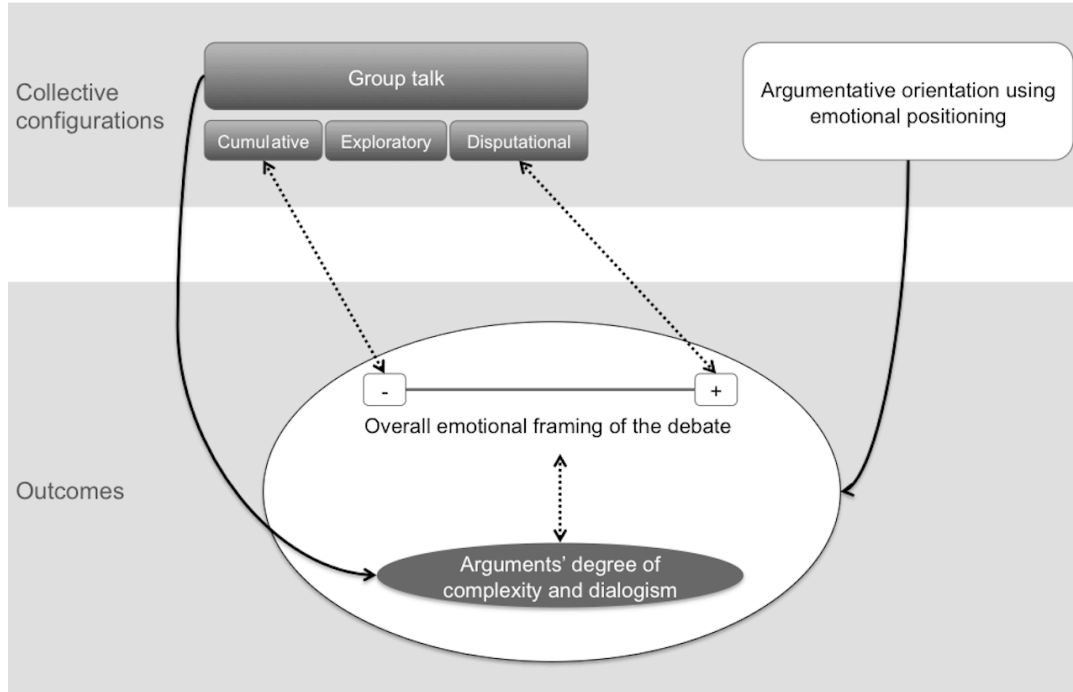 Collective
configurations
Group talk
Cumulative
Exploratory
Disputational
Argumentative orientation using
emotional positioning
-
+
Overall emotional framing of the debate
Outcomes
Arguments’ degree of
complexity and dialogism